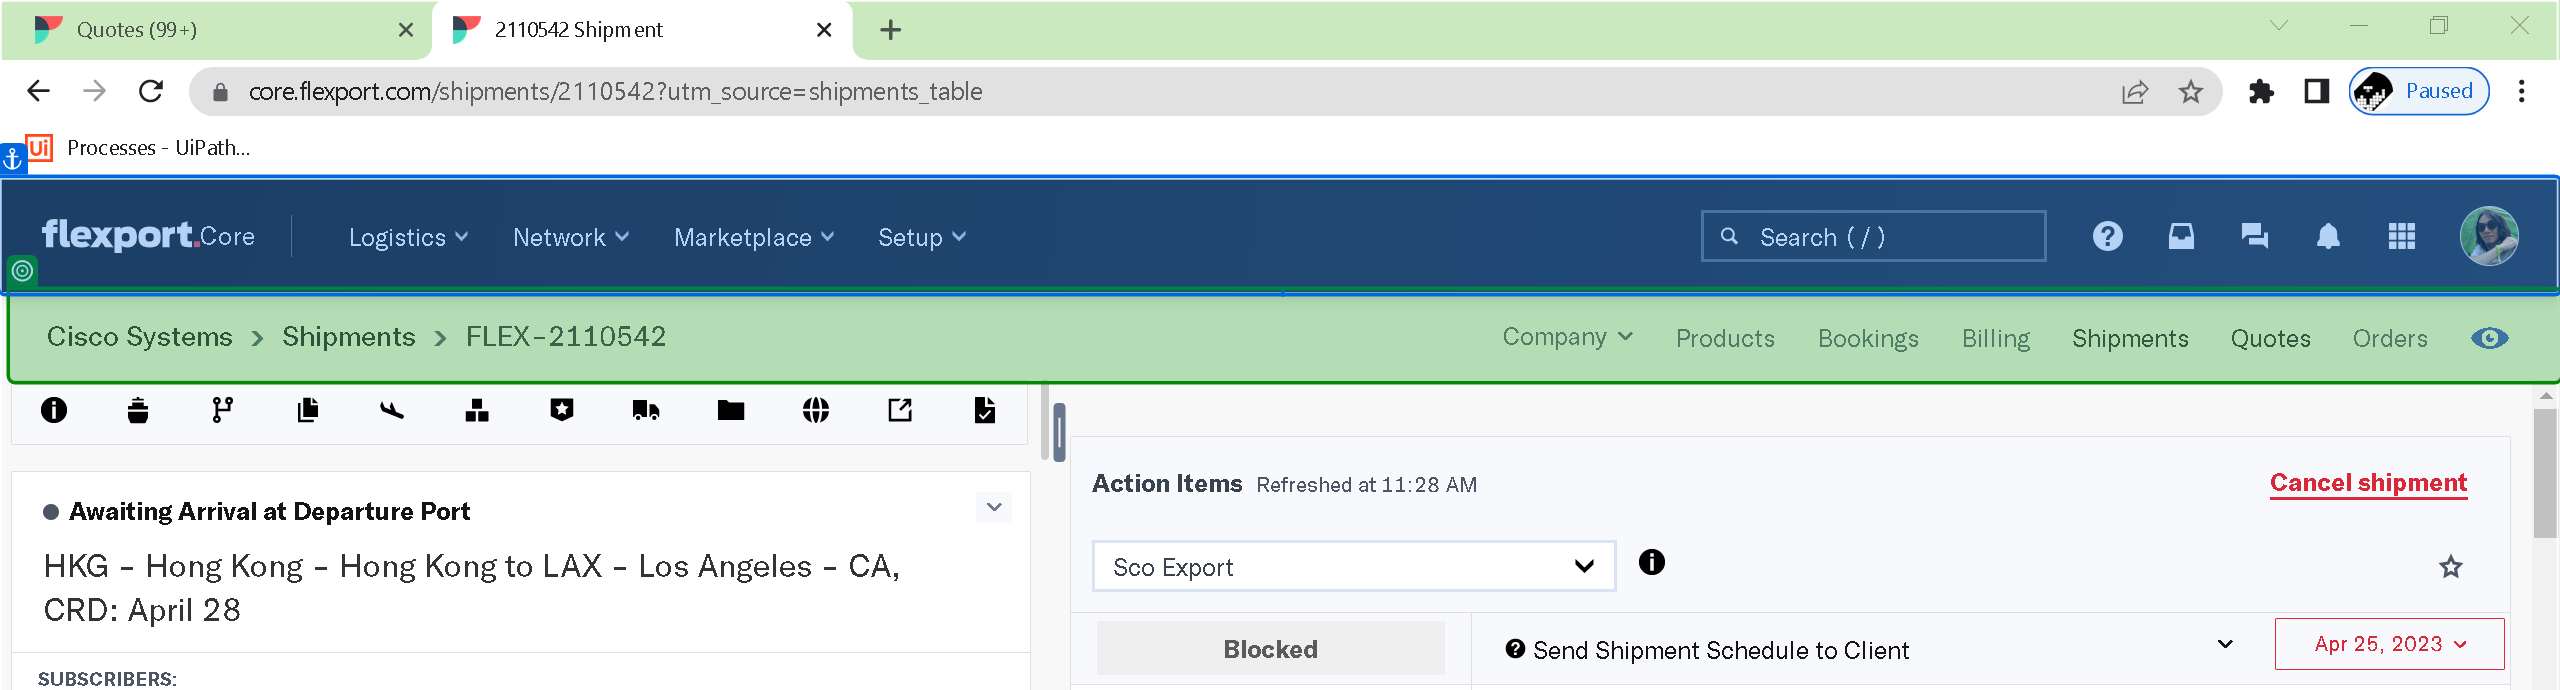 Quotes (99+)
2110542 Shipment
core.flexport.com/shipments/2110542?utm_source=shipments_table
Paused
Ui
Processes - UiPath...
flexport.Core
Logistics
Network
Marketplace
Setup
Search ( / )
Cisco Systems > Shipments > FLEX-2110542
Company
Products
Bookings
Billing
Shipments
Quotes
Orders
Awaiting Arrival at Departure Port
HKG - Hong Kong - Hong Kong to LAX - Los Angeles - CA,
CRD: April 28
SUBSCRIBERS:
Action Items
Refreshed at 11:28 AM
Cancel shipment
Sco Export
Blocked
Send Shipment Schedule to Client
Apr 25, 2023